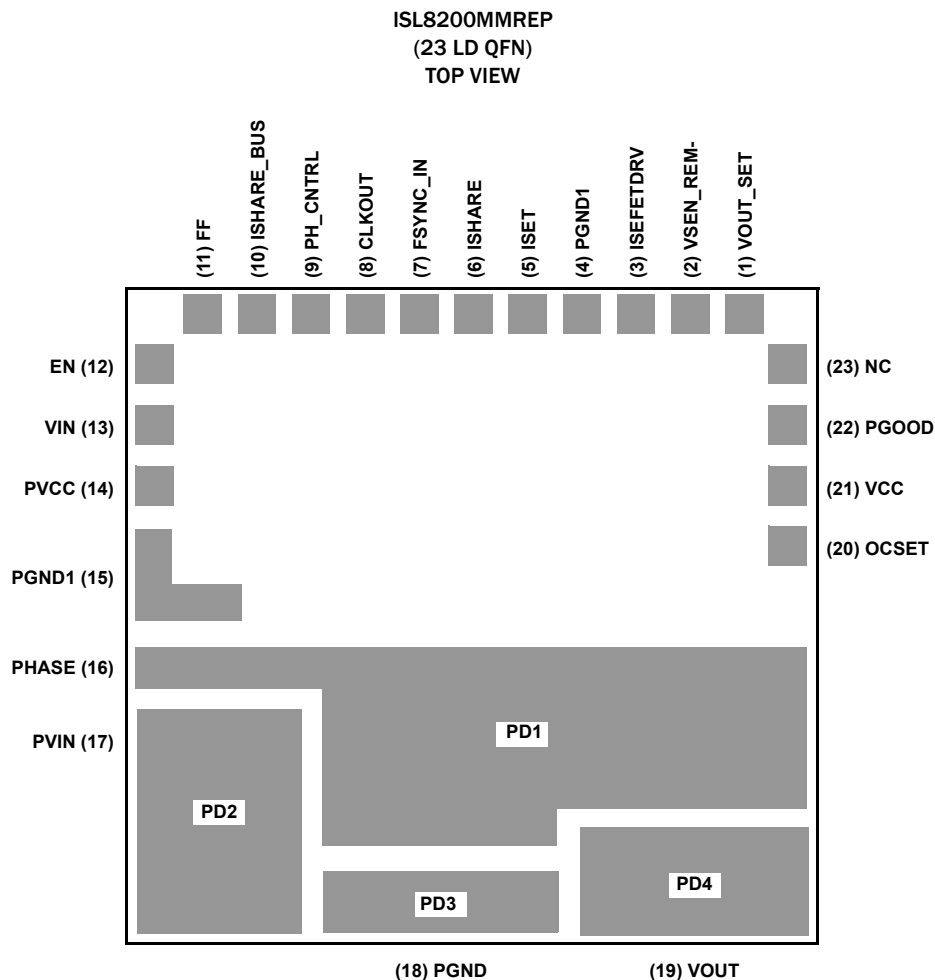 ISL8200MMREP
(23 LD QFN)
TOP VIEW
(11) FF
(10) ISHARE_BUS
(9) PH_CNTRL
(8) CLKOUT
(7) FSYNC_IN
(6) ISHARE
(5) ISET
(4) PGND1
(3) ISEFETDRV
(2) VSEN_REM-
(1) VOUT_SET
EN (12)
(23) NC
VIN (13)
(22) PGOOD
PVCC (14)
(21) VCC
(20) OCSET
PGND1 (15)
PHASE (16)
PD1
PVIN (17)
PD2
PD3
PD4
(18) PGND
(19) VOUT